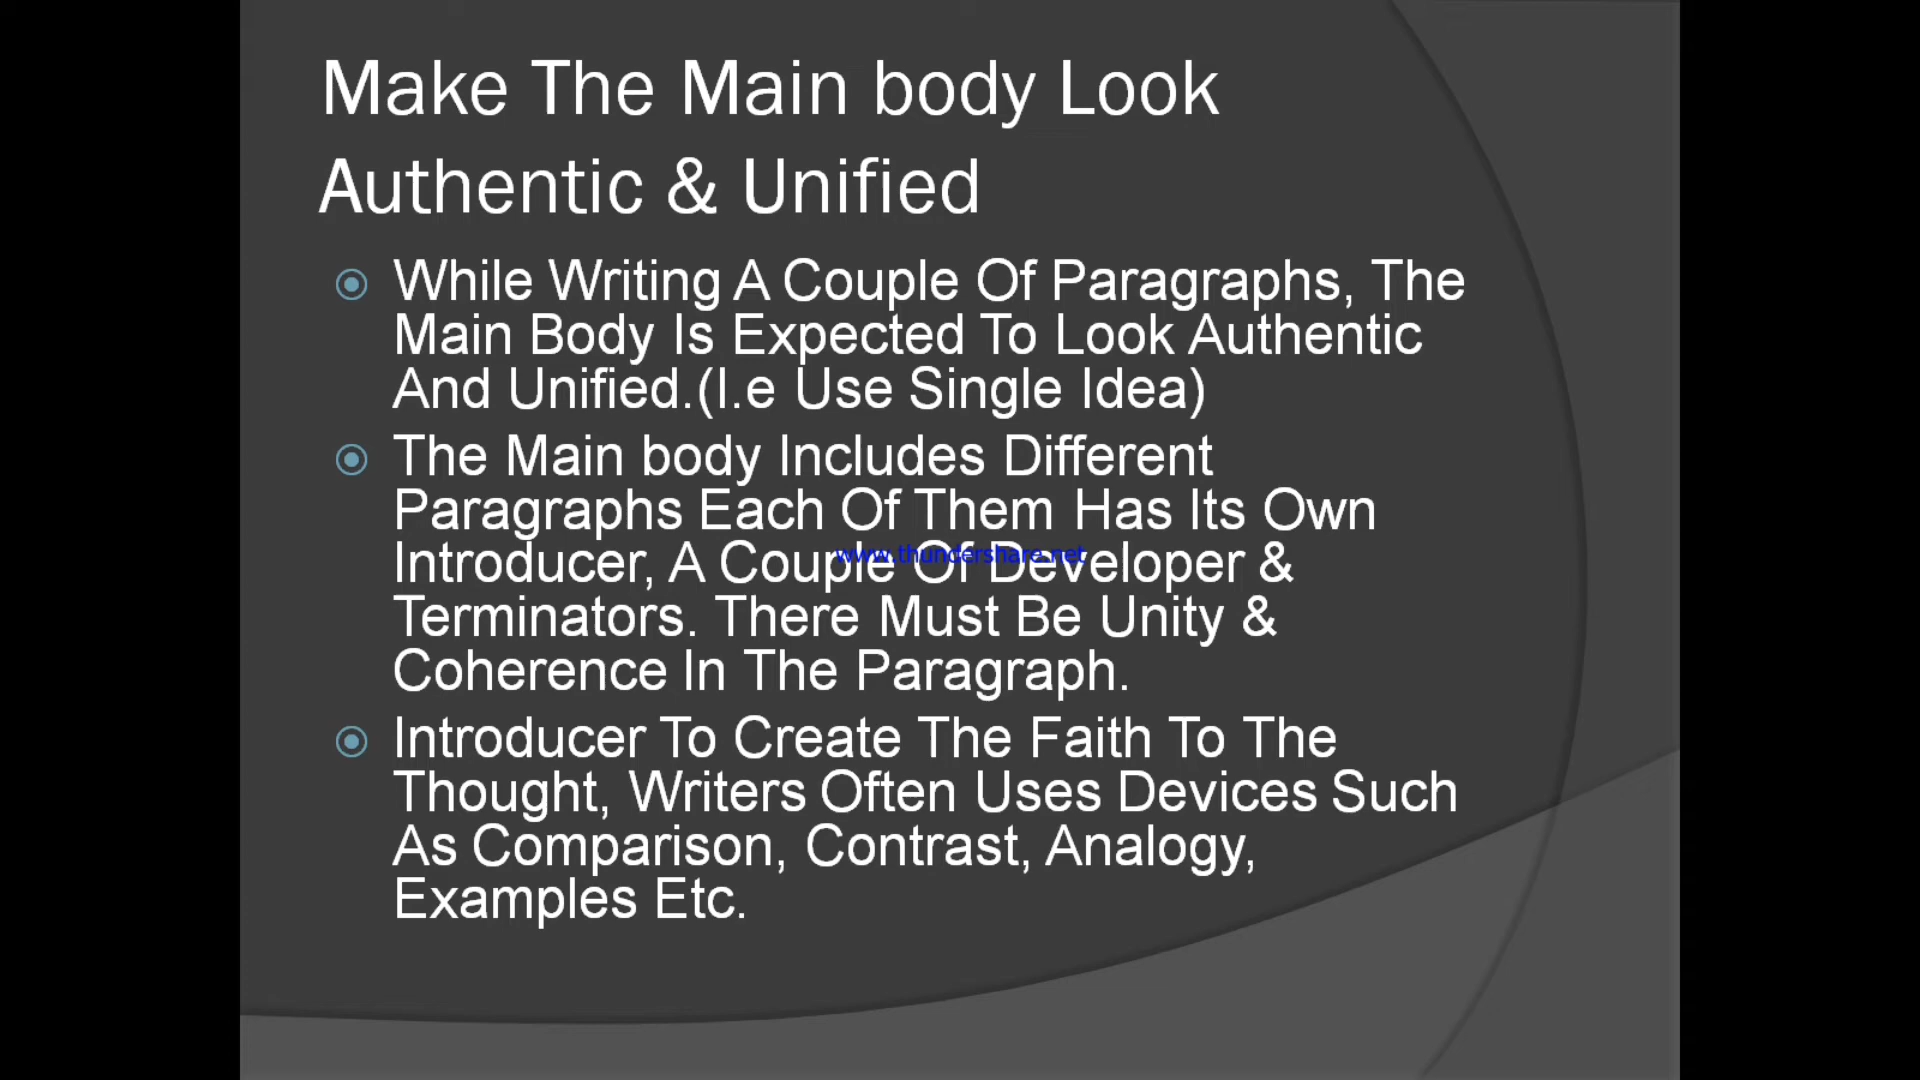 Make The Main body Look
Authentic & Unified
While Writing A Couple Of Paragraphs, The
Main Body Is Expected To Look Authentic
And Unified.(I.e Use Single Idea)
The Main body Includes Different
Paragraphs Each Of Them Has Its Own
www.thundershare.net
Introducer, A Couple Of Developer &
Terminators. There Must Be Unity &
Coherence In The Paragraph.
Introducer To Create The Faith To The
Thought, Writers Often Uses Devices Such
As Comparison, Contrast, Analogy,
Examples Etc.